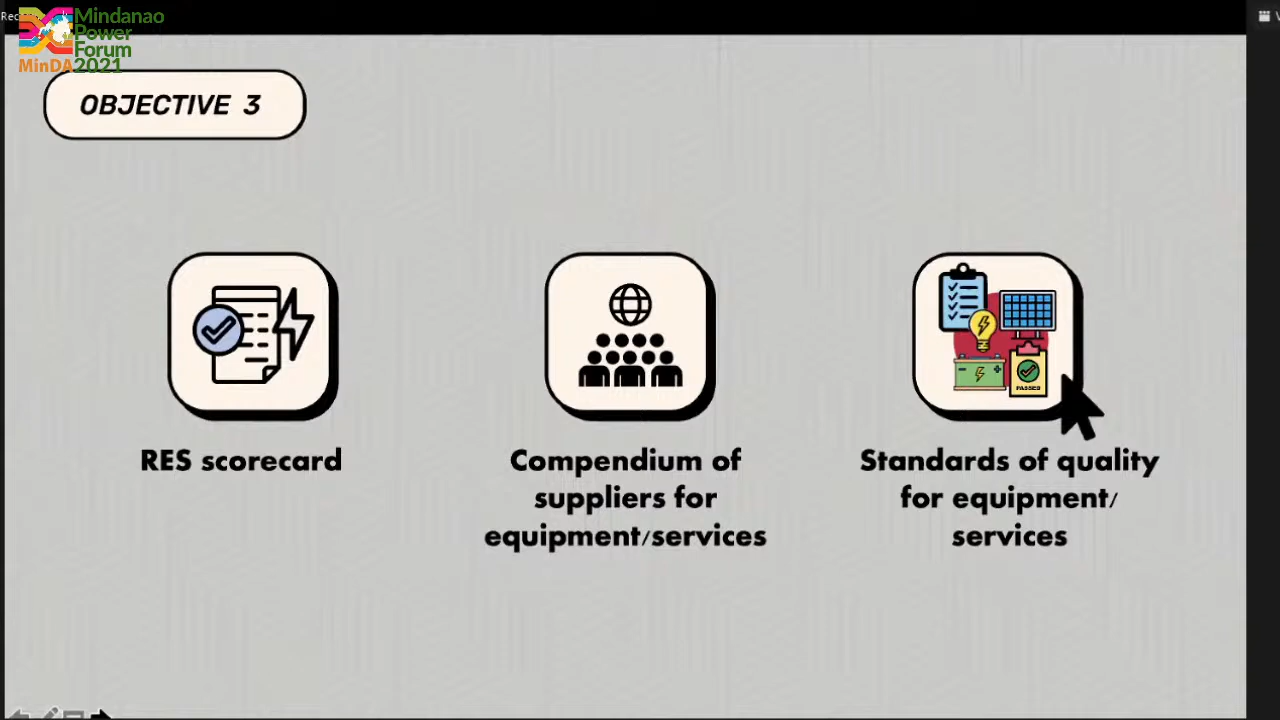 Mindanao
Power
Forum
MinDA 2021
OBJECTIVE 3
PASSED
RES scorecard
Compendium of
suppliers for
equipment/services
Standards of quality
for equipment/
services